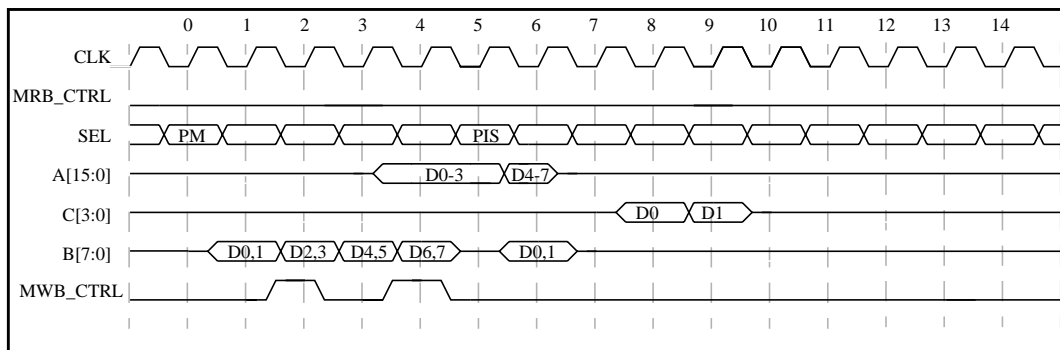 0 1 2 3 4 5 6 7 8 9 10 11 12 13 14
CLK
MRB_CTRL
SEL PM PIS
A[15:0] D0-3 D4-7
C[3:0] D0 D1
B[7:0] D0,1 D2,3 D4,5 D6,7 D0,1
MWB_CTRL